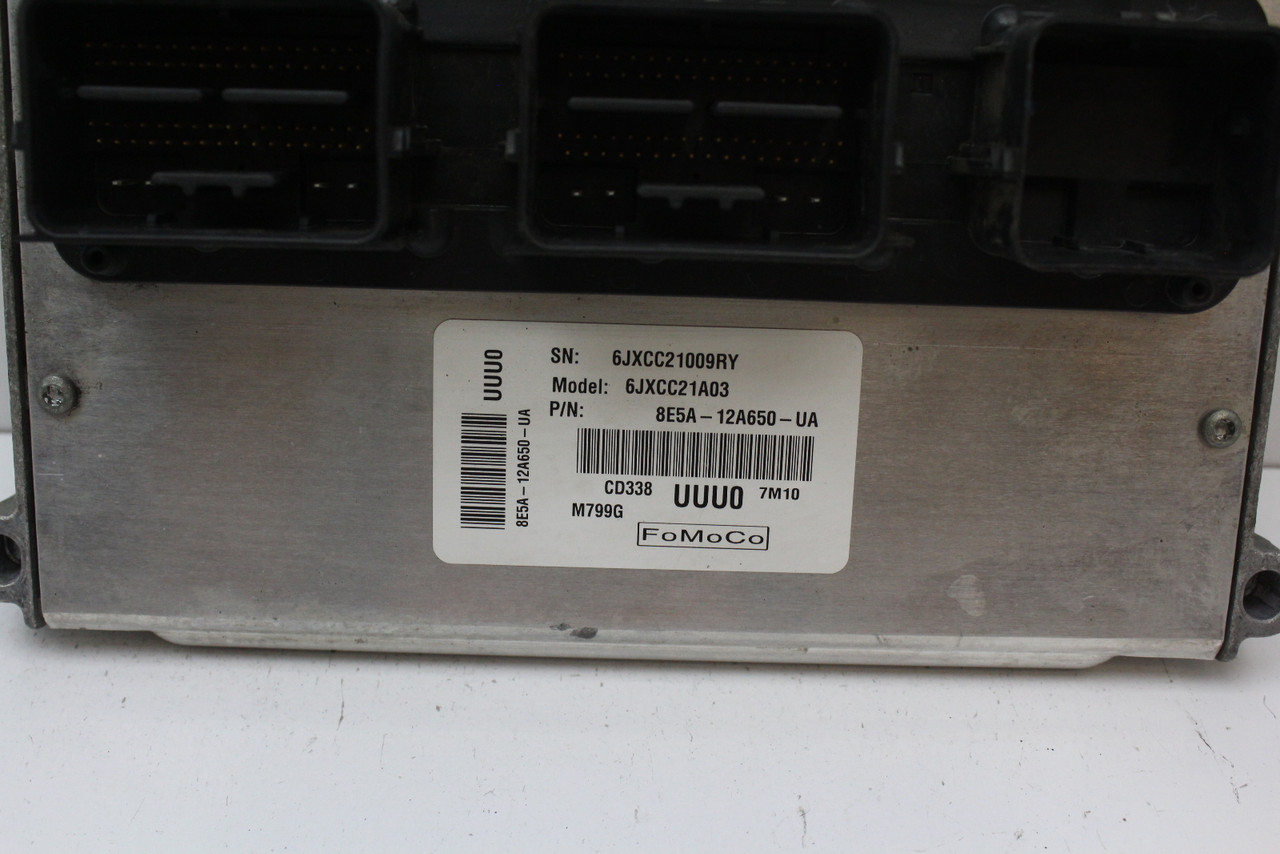 SN: 6JXCC21009RY
Model: 6JXCC21A03
P/N: 8E5A-12A650-UA
CD338 UUU0 7M10
M799G
FoMoCo
UUU0
8E5A-12A650-UA